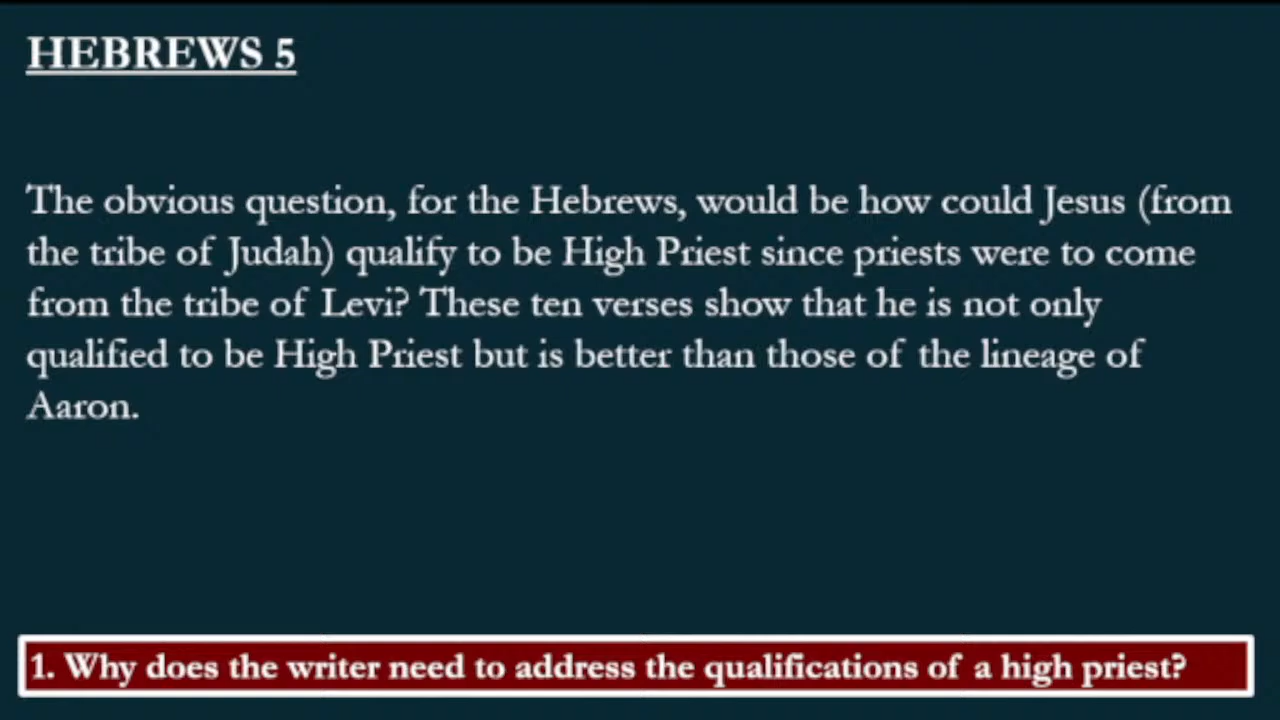 HEBREWS 5
The obvious question, for the Hebrews, would be how could Jesus (from
the tribe of Judah) qualify to be High Priest since priests were to come
from the tribe of Levi? These ten verses show that he is not only
qualified to be High Priest but is better than those of the lineage of
Aaron.
1. Why does the writer need to address the qualifications of a high priest?